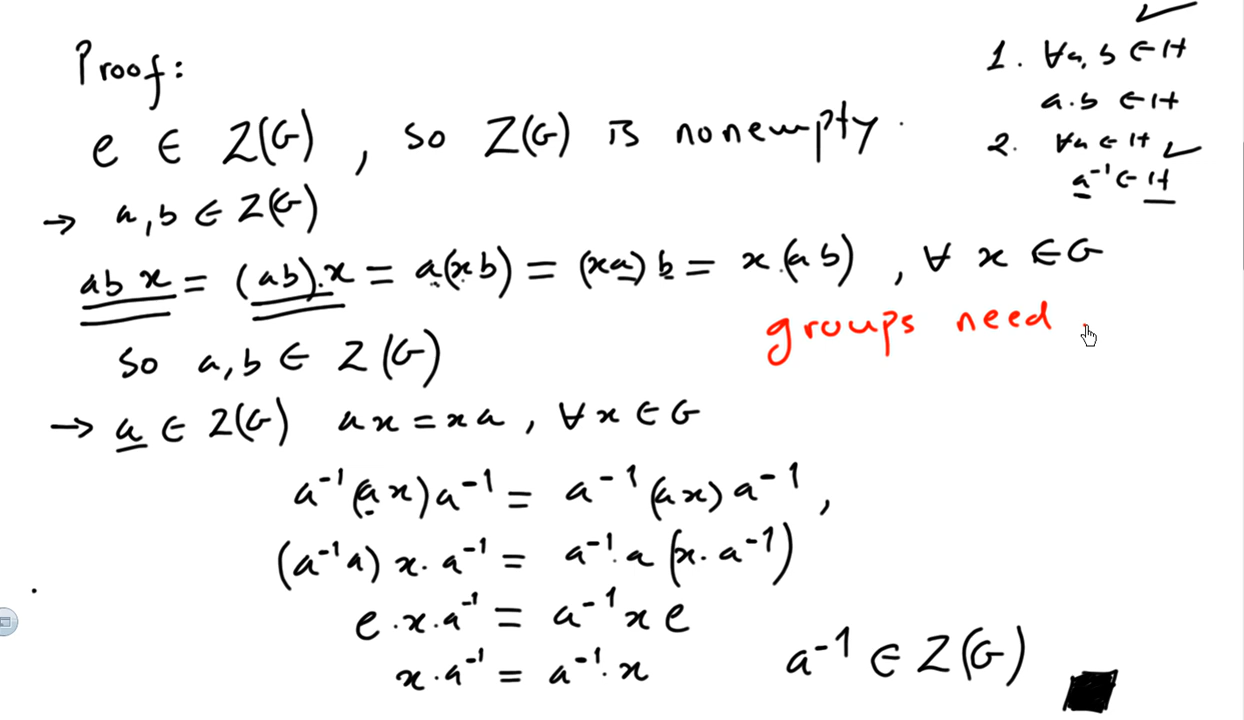 Proof:
e ∈ Z(G) , so Z(G) is nonempty.
→ a, b ∈ Z(G)
ab x = (ab).x = a(xb) = (xa) b = x.(ab) , ∀ x ∈ G
groups need
so a, b ∈ Z(G)
→ a ∈ Z(G) ax = xa , ∀ x ∈ G
a⁻¹(ax)a⁻¹ = a⁻¹(ax)a⁻¹ ,
(a⁻¹a) x. a⁻¹ = a⁻¹. a (x. a⁻¹)
e.x.a⁻¹ = a⁻¹ x e
x.a⁻¹ = a⁻¹. x
a⁻¹ ∈ Z(G)
1. ∀a, b ∈ H
a.b ∈ H
2. ∀a ∈ H
a⁻¹ ∈ H